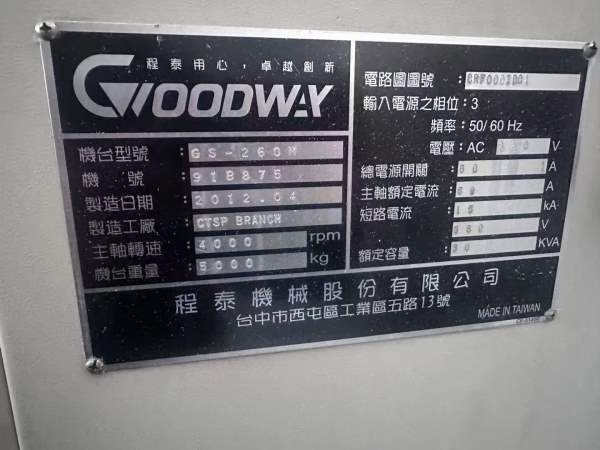 程泰用心，卓越創新
GOODWAY
機台型號：GS-260M
機　號：91B875
製造日期：2012.04
製造工廠：CTSP BRANCH
主軸轉速：4000 rpm
機台重量：5000 kg
電路圖圖號：
輸入電源之相位：3
頻率：50/60 Hz
電壓：AC V.
總電源開關： A
主軸額定電流： A
短路電流：15 kA
380 V
額定容量：30 KVA
程泰機械股份有限公司
台中市西屯區工業區五路13號
MADE IN TAIWAN